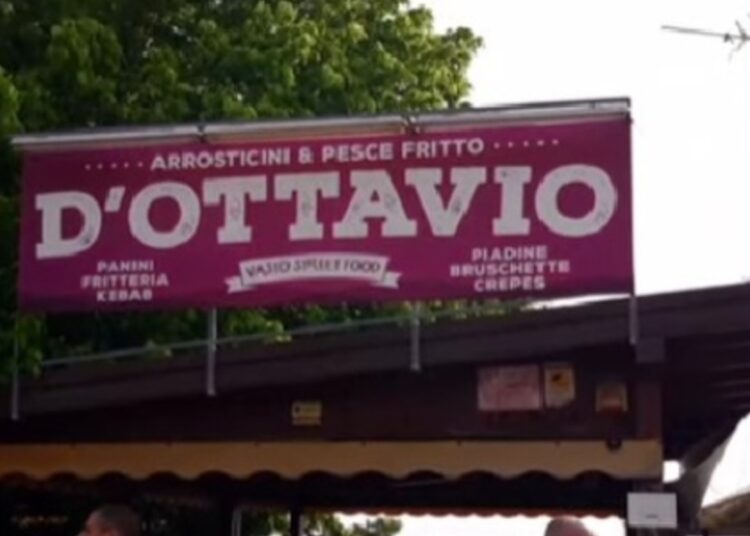 ARROSTICINI & PESCE FRITTO
D'OTTAVIO
PANINI
FRITTERIA
KEBAB
VASTO STREET FOOD
PIADINE
BRUSCHETTE
CREPES